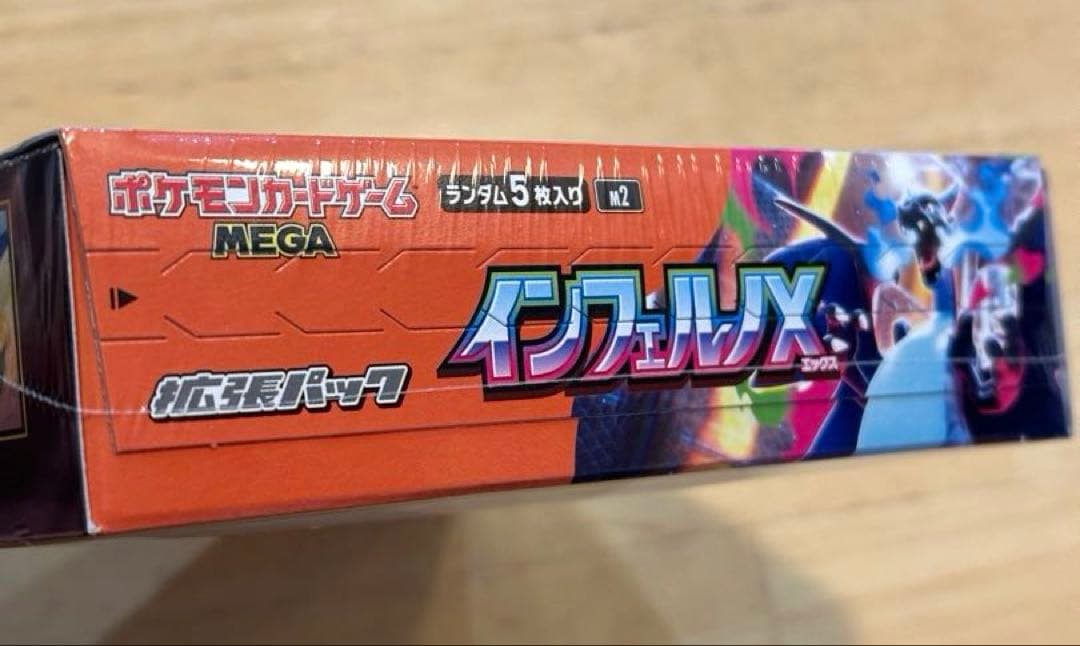 ポケモンカードゲーム
MEGA
ランダム5枚入り M2
インフェルノX
エックス
拡張パック